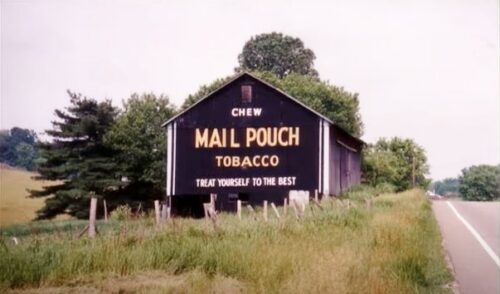 CHEW
MAIL POUCH
TOBACCO
TREAT YOURSELF TO THE BEST